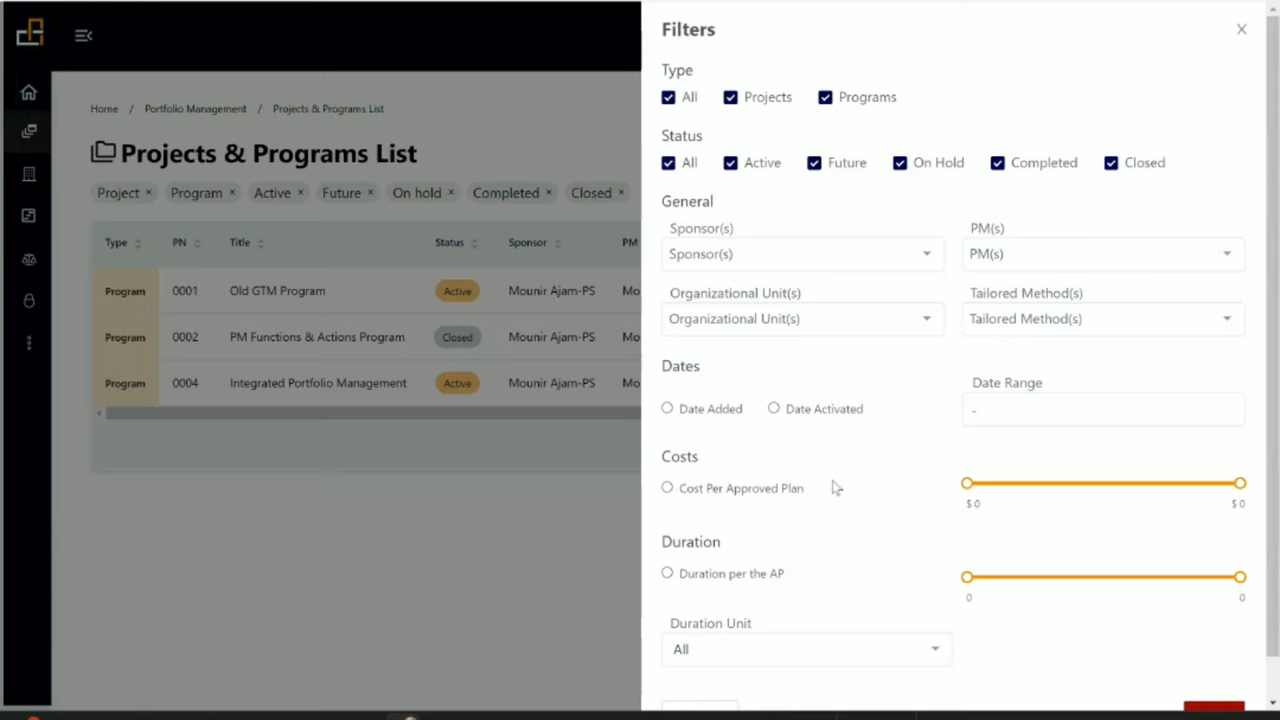 Home / Portfolio Management / Projects & Programs List
Projects & Programs List
Project × Program × Active × Future × On hold × Completed × Closed ×
Type PN Title Status Sponsor PM
Program 0001 Old GTM Program Active Mounir Ajam-PS Mo
Program 0002 PM Functions & Actions Program Closed Mounir Ajam-PS Mo
Program 0004 Integrated Portfolio Management Active Mounir Ajam-PS Mo
Filters
Type
All Projects Programs
Status
All Active Future On Hold Completed Closed
General
Sponsor(s) PM(s)
Sponsor(s) PM(s)
Organizational Unit(s) Tailored Method(s)
Organizational Unit(s) Tailored Method(s)
Dates
Date Range
Date Added Date Activated -
Costs
Cost Per Approved Plan
$ 0 $ 0
Duration
Duration per the AP
0 0
Duration Unit
All